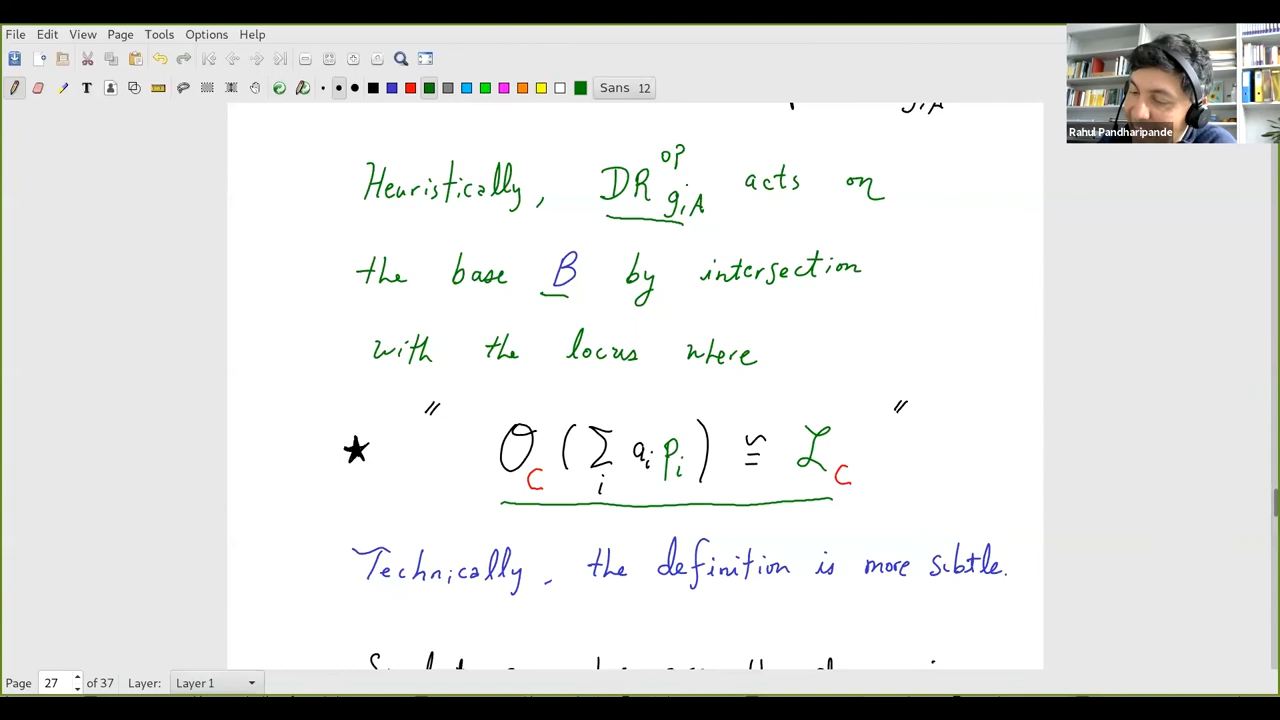 File Edit View Page Tools Options Help
Sans 12
Rahul Pandharipande
g,A
Heuristically, DR^{op}_{g,A} acts on
the base B by intersection
with the locus where
★ " O_C (∑_i a_i p_i) ≅ L_C "
Technically, the definition is more subtle.
Page 27 of 37 Layer: Layer 1